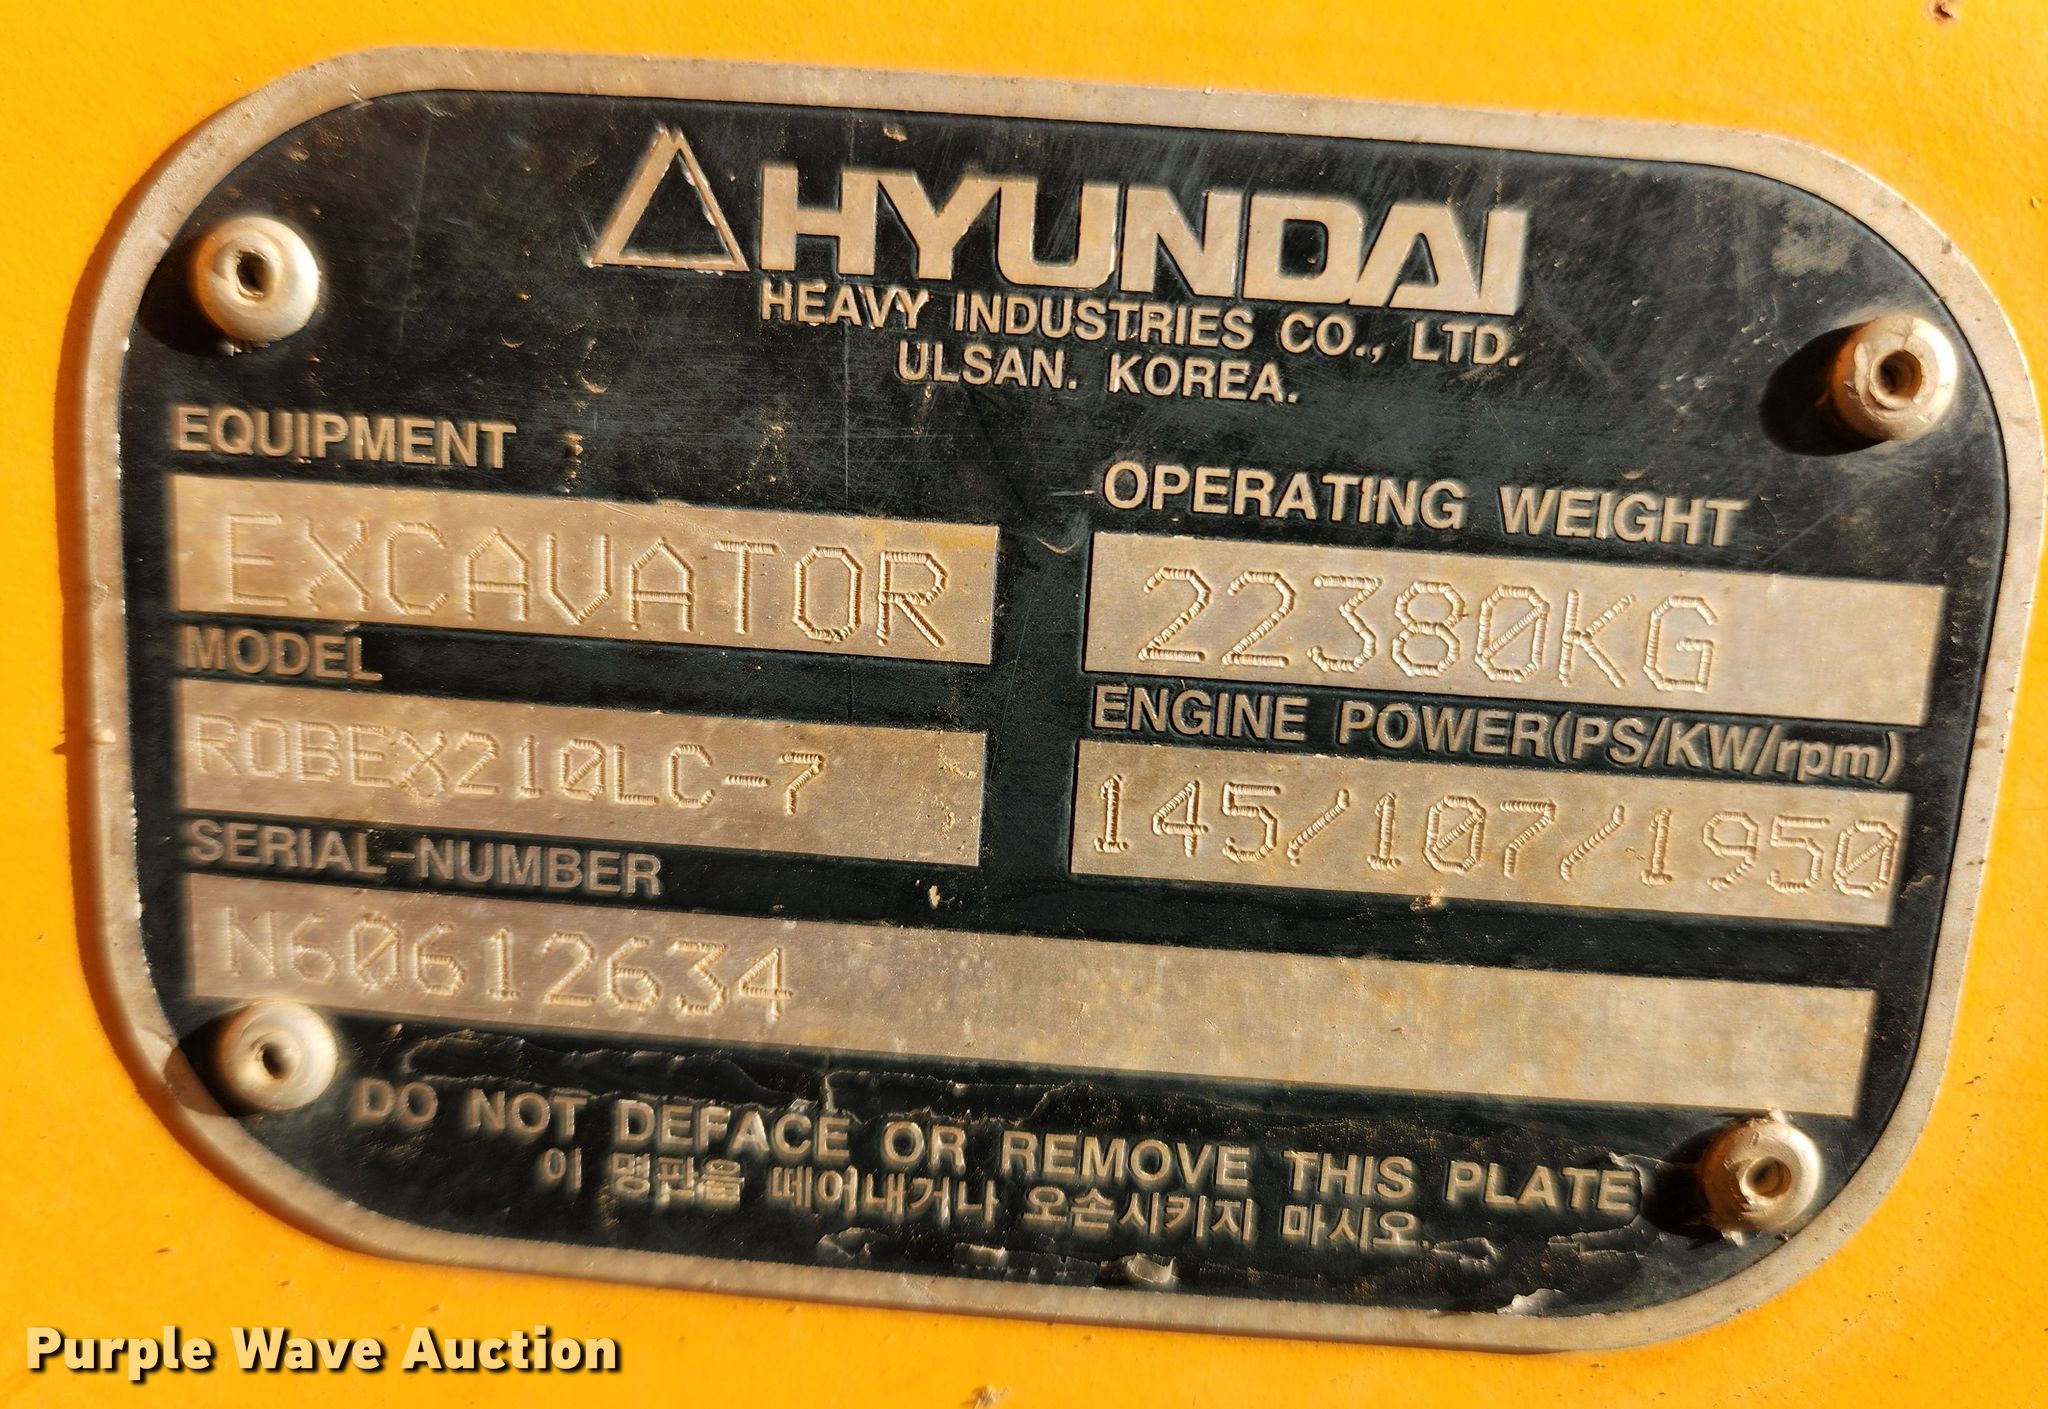 HYUNDAI
HEAVY INDUSTRIES CO., LTD.
ULSAN. KOREA.
EQUIPMENT
EXCAVATOR
OPERATING WEIGHT
22380KG
MODEL
ROBEX210LC-7
ENGINE POWER(PS/KW/rpm)
145/107/1950
SERIAL-NUMBER
N60612634
DO NOT DEFACE OR REMOVE THIS PLATE
이 명판을 떼어내거나 오손시키지 마시오.
Purple Wave Auction